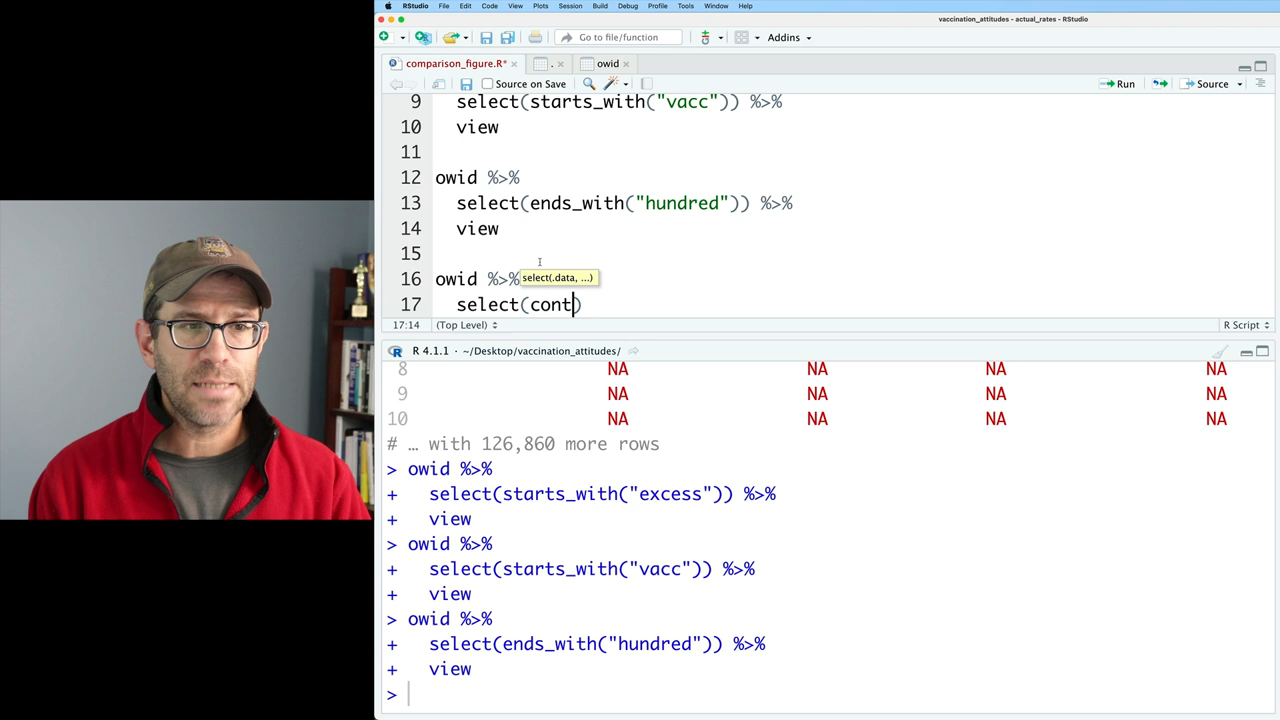 RStudio File Edit Code View Plots Session Build Debug Profile Tools Window Help
vaccination_attitudes - actual_rates - RStudio
Go to file/function Addins
comparison_figure.R* . owid
Source on Save Run Source
9 select(starts_with("vacc")) %>%
10 view
11
12 owid %>%
13 select(ends_with("hundred")) %>%
14 view
15
16 owid %>% select(.data, ...)
17 select(cont)
17:14 (Top Level) R Script
R 4.1.1 · ~/Desktop/vaccination_attitudes/
8 NA NA NA NA
9 NA NA NA NA
10 NA NA NA NA
# … with 126,860 more rows
> owid %>%
+ select(starts_with("excess")) %>%
+ view
> owid %>%
+ select(starts_with("vacc")) %>%
+ view
> owid %>%
+ select(ends_with("hundred")) %>%
+ view
>